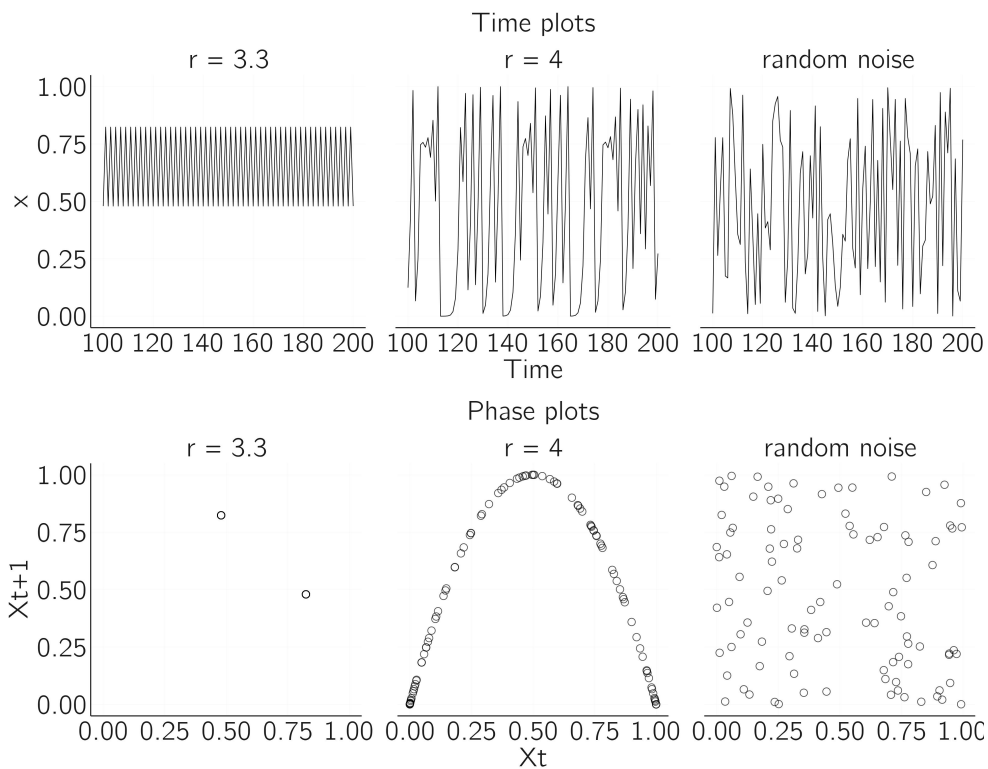 Time plots
r = 3.3
r = 4
random noise
1.00
0.75
0.50
0.25
0.00
x
100 120 140 160 180 200
100 120 140 160 180 200
100 120 140 160 180 200
Time
Phase plots
r = 3.3
r = 4
random noise
1.00
0.75
0.50
0.25
0.00
Xt+1
0.00 0.25 0.50 0.75 1.00
0.00 0.25 0.50 0.75 1.00
0.00 0.25 0.50 0.75 1.00
Xt